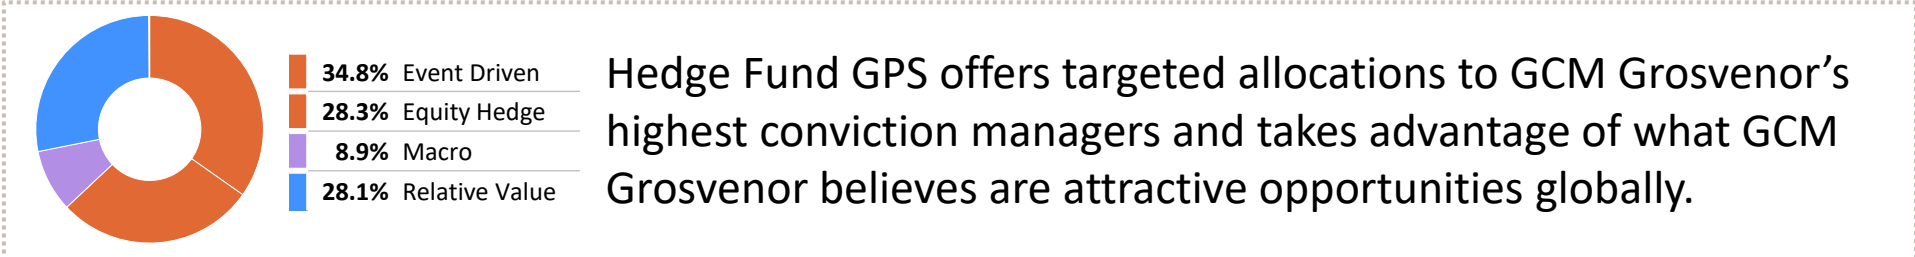 34.8% Event Driven
28.3% Equity Hedge
8.9% Macro
28.1% Relative Value
Hedge Fund GPS offers targeted allocations to GCM Grosvenor’s
highest conviction managers and takes advantage of what GCM
Grosvenor believes are attractive opportunities globally.